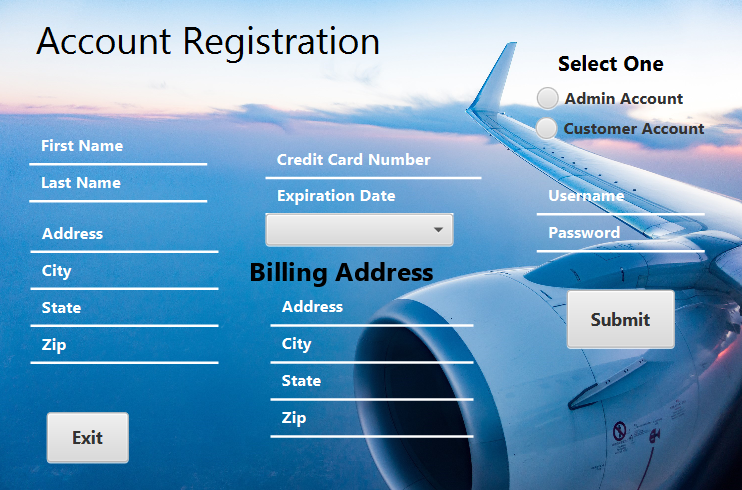 Account Registration
Select One
Admin Account
Customer Account
First Name
Last Name
Address
City
State
Zip
Credit Card Number
Expiration Date
Billing Address
Address
City
State
Zip
Username
Password
Submit
Exit